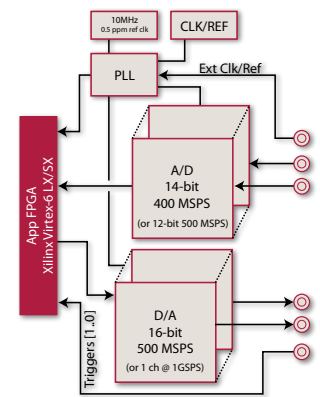 10MHz
0.5 ppm ref clk
CLK/REF
PLL
Ext Clk/Ref
A/D
14-bit
400 MSPS
(or 12-bit 500 MSPS)
App FPGA
Xilinx Virtex-6 LX/SX
D/A
16-bit
500 MSPS
(or 1 ch @ 1GSPS)
Triggers [1..0]